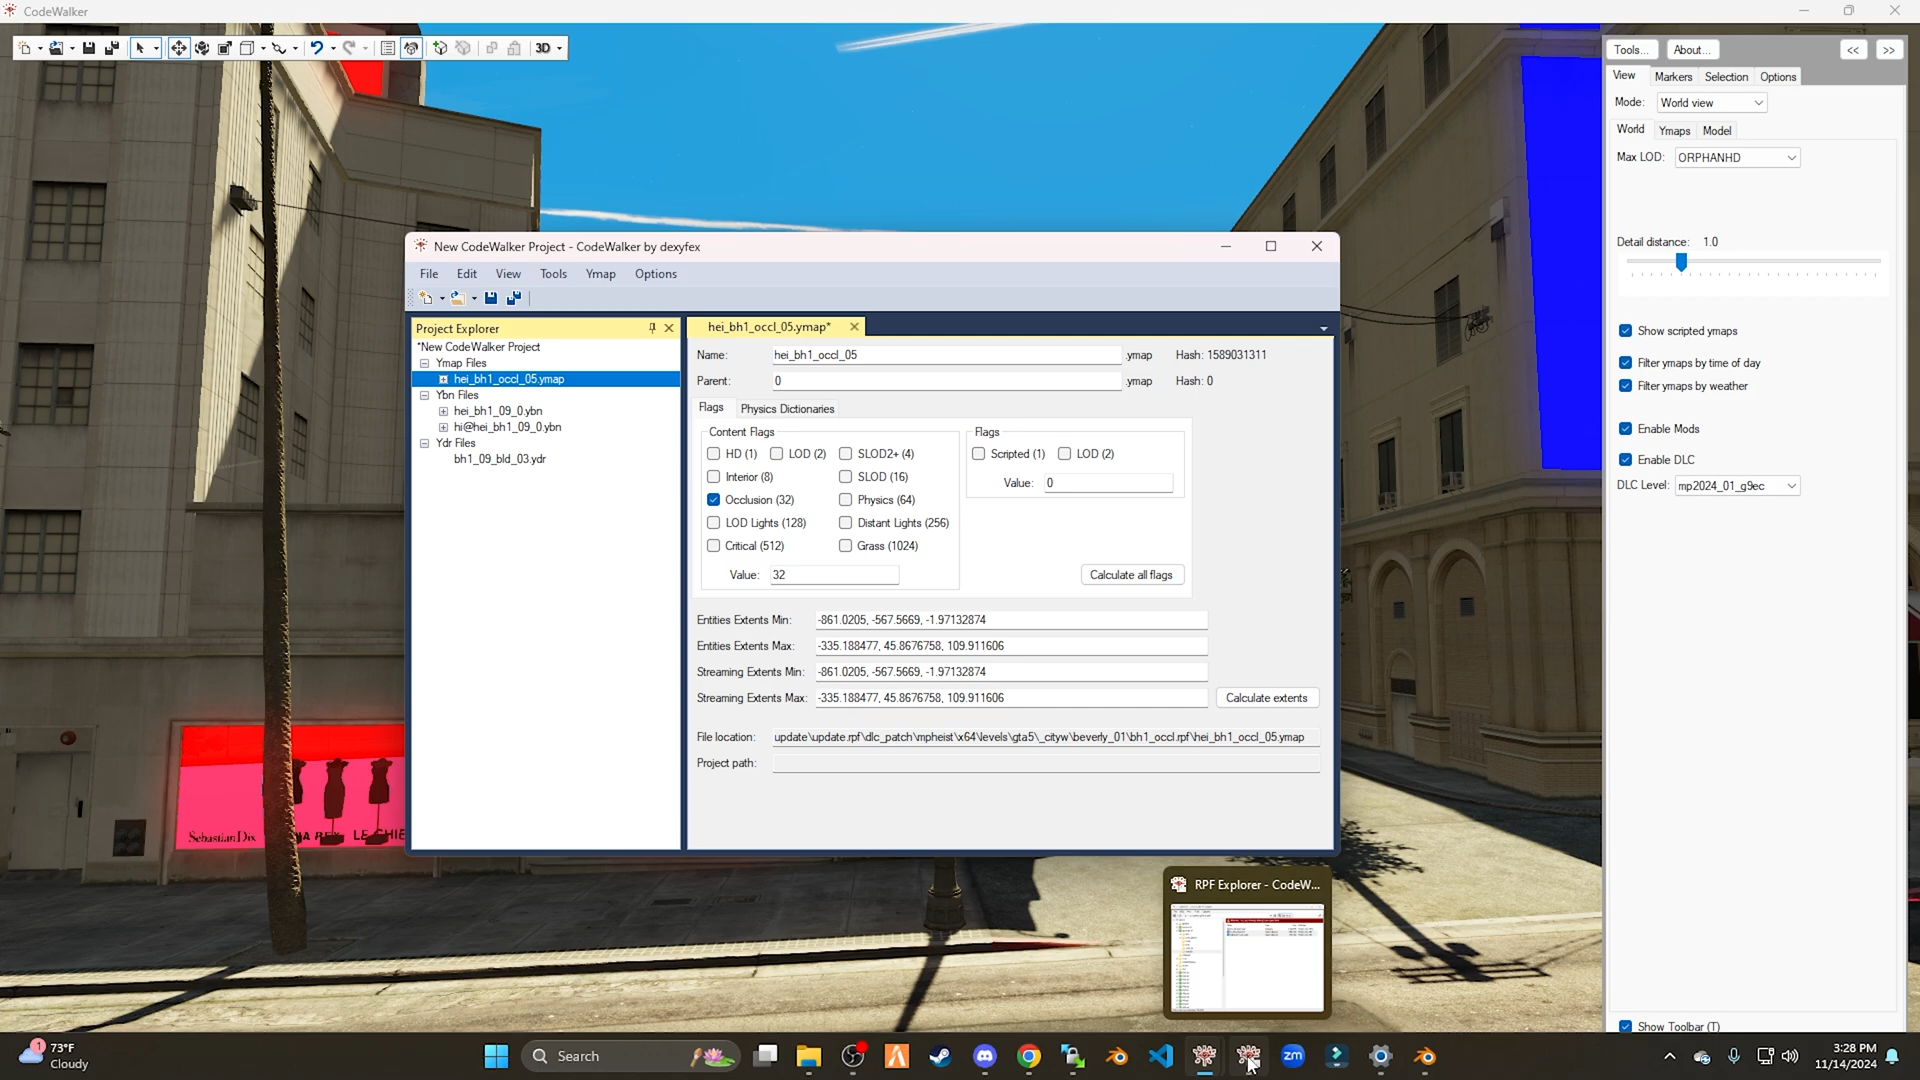 CodeWalker
3D
Tools... About... << >>
View Markers Selection Options
Mode: World view
World Ymaps Model
Max LOD: ORPHANHD
Detail distance: 1.0
Show scripted ymaps
Filter ymaps by time of day
Filter ymaps by weather
Enable Mods
Enable DLC
DLC Level: mp2024_01_g9ec
Show Toolbar (T)
New CodeWalker Project - CodeWalker by dexyfex
File Edit View Tools Ymap Options
Project Explorer
*New CodeWalker Project
Ymap Files
hei_bh1_occl_05.ymap
Ybn Files
hei_bh1_09_0.ybn
hi@hei_bh1_09_0.ybn
Ydr Files
bh1_09_bld_03.ydr
hei_bh1_occl_05.ymap*
Name: hei_bh1_occl_05 .ymap Hash: 1589031311
Parent: 0 .ymap Hash: 0
Flags Physics Dictionaries
Content Flags
HD (1) LOD (2) SLOD2+ (4)
Interior (8) SLOD (16)
Occlusion (32) Physics (64)
LOD Lights (128) Distant Lights (256)
Critical (512) Grass (1024)
Value: 32
Flags
Scripted (1) LOD (2)
Value: 0
Calculate all flags
Entities Extents Min: -861.0205, -567.5669, -1.97132874
Entities Extents Max: -335.188477, 45.8676758, 109.911606
Streaming Extents Min: -861.0205, -567.5669, -1.97132874
Streaming Extents Max: -335.188477, 45.8676758, 109.911606
Calculate extents
File location: update\update.rpf\dlc_patch\mpheist\x64\levels\gta5\_cityw\beverly_01\bh1_occl.rpf\hei_bh1_occl_05.ymap
Project path:
Sebastian Dix
LE CHIE
RPF Explorer - CodeW...
1
73°F
Cloudy
Search
zm
3:28 PM
11/14/2024